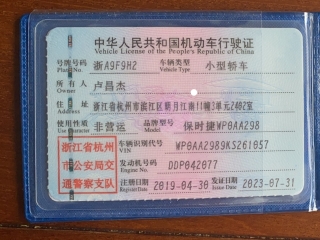 中华人民共和国机动车行驶证
Vehicle License of the People's Republic of China
号牌号码 浙A9F9H2 车辆类型 小型轿车
Plate No. Vehicle Type
所有人 卢昌杰
Owner
住址 浙江省杭州市滨江区明月江南11幢3单元2402室
Address
使用性质 非营运 品牌型号 保时捷WP0AA298
Use Character Model
浙江省杭州 车辆识别代号 WP0AA2989KS261057
VIN
市公安局交 发动机号码 DDP042077
Engine No.
通警察支队 注册日期 2019-04-30 发证日期 2023-07-31
Register Date Issue Date